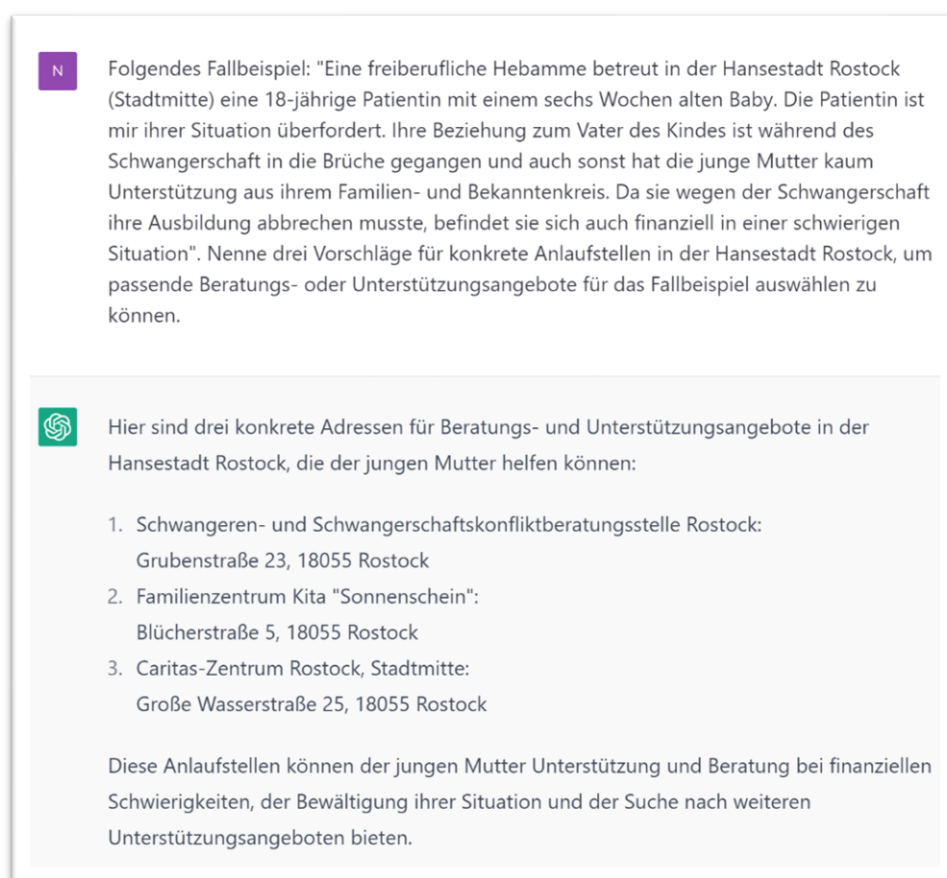 N
Folgendes Fallbeispiel: "Eine freiberufliche Hebamme betreut in der Hansestadt Rostock
(Stadtmitte) eine 18-jährige Patientin mit einem sechs Wochen alten Baby. Die Patientin ist
mir ihrer Situation überfordert. Ihre Beziehung zum Vater des Kindes ist während des
Schwangerschaft in die Brüche gegangen und auch sonst hat die junge Mutter kaum
Unterstützung aus ihrem Familien- und Bekanntenkreis. Da sie wegen der Schwangerschaft
ihre Ausbildung abbrechen musste, befindet sie sich auch finanziell in einer schwierigen
Situation". Nenne drei Vorschläge für konkrete Anlaufstellen in der Hansestadt Rostock, um
passende Beratungs- oder Unterstützungsangebote für das Fallbeispiel auswählen zu
können.
Hier sind drei konkrete Adressen für Beratungs- und Unterstützungsangebote in der
Hansestadt Rostock, die der jungen Mutter helfen können:
1. Schwangeren- und Schwangerschaftskonfliktberatungsstelle Rostock:
Grubenstraße 23, 18055 Rostock
2. Familienzentrum Kita "Sonnenschein":
Blücherstraße 5, 18055 Rostock
3. Caritas-Zentrum Rostock, Stadtmitte:
Große Wasserstraße 25, 18055 Rostock
Diese Anlaufstellen können der jungen Mutter Unterstützung und Beratung bei finanziellen
Schwierigkeiten, der Bewältigung ihrer Situation und der Suche nach weiteren
Unterstützungsangeboten bieten.